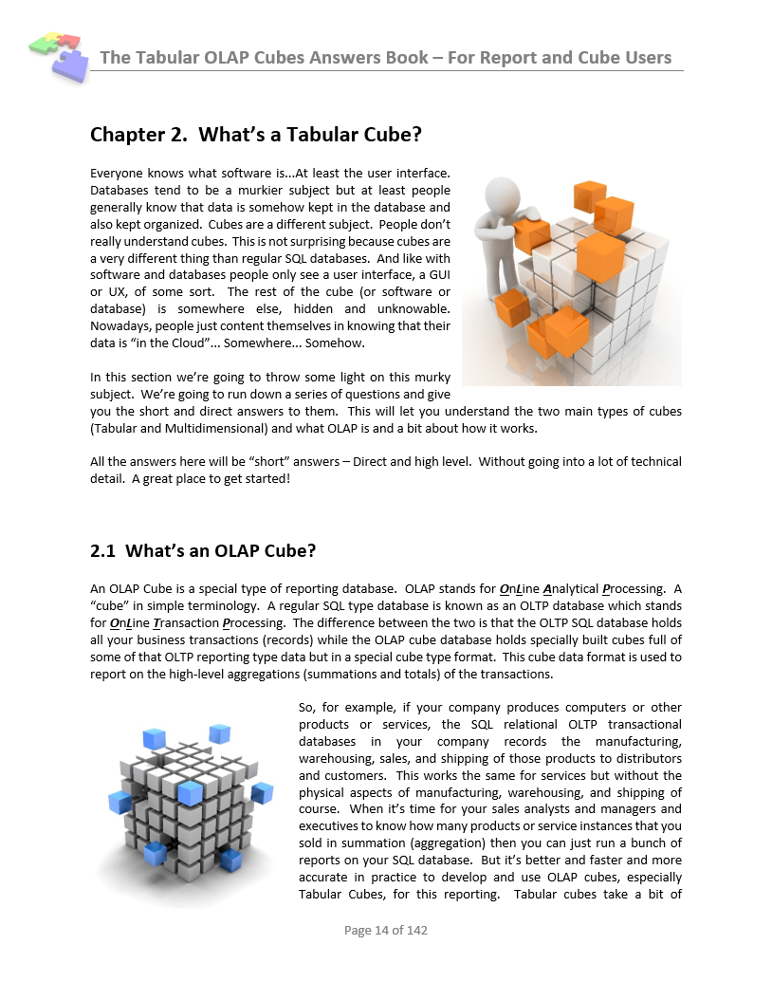 The Tabular OLAP Cubes Answers Book – For Report and Cube Users
Chapter 2.  What’s a Tabular Cube?
Everyone knows what software is...At least the user interface.
Databases tend to be a murkier subject but at least people
generally know that data is somehow kept in the database and
also kept organized.  Cubes are a different subject.  People don’t
really understand cubes.  This is not surprising because cubes are
a very different thing than regular SQL databases.  And like with
software and databases people only see a user interface, a GUI
or UX, of some sort.  The rest of the cube (or software or
database) is somewhere else, hidden and unknowable.
Nowadays, people just content themselves in knowing that their
data is “in the Cloud”... Somewhere... Somehow.
In this section we’re going to throw some light on this murky
subject.  We’re going to run down a series of questions and give
you the short and direct answers to them.  This will let you understand the two main types of cubes
(Tabular and Multidimensional) and what OLAP is and a bit about how it works.
All the answers here will be “short” answers – Direct and high level.  Without going into a lot of technical
detail.  A great place to get started!
2.1  What’s an OLAP Cube?
An OLAP Cube is a special type of reporting database.  OLAP stands for OnLine Analytical Processing.  A
“cube” in simple terminology.  A regular SQL type database is known as an OLTP database which stands
for OnLine Transaction Processing.  The difference between the two is that the OLTP SQL database holds
all your business transactions (records) while the OLAP cube database holds specially built cubes full of
some of that OLTP reporting type data but in a special cube type format.  This cube data format is used to
report on the high-level aggregations (summations and totals) of the transactions.
So, for example, if your company produces computers or other
products or services, the SQL relational OLTP transactional
databases in your company records the manufacturing,
warehousing, sales, and shipping of those products to distributors
and customers.  This works the same for services but without the
physical aspects of manufacturing, warehousing, and shipping of
course.  When it’s time for your sales analysts and managers and
executives to know how many products or service instances that you
sold in summation (aggregation) then you can just run a bunch of
reports on your SQL database.  But it’s better and faster and more
accurate in practice to develop and use OLAP cubes, especially
Tabular Cubes, for this reporting.  Tabular cubes take a bit of
Page 14 of 142